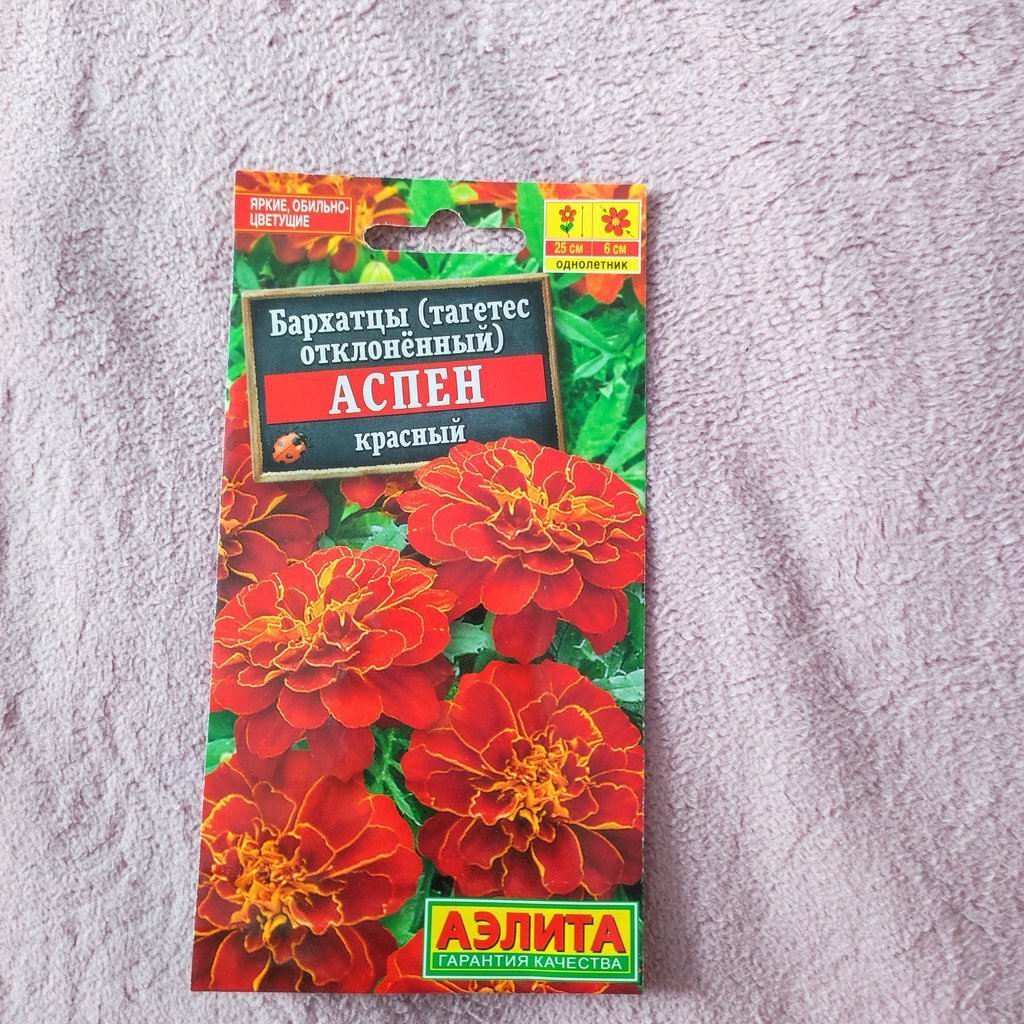 ЯРКИЕ, ОБИЛЬНО-
ЦВЕТУЩИЕ
25 см 6 см
однолетник
Бархатцы (тагетес
отклонённый)
АСПЕН
красный
АЭЛИТА
ГАРАНТИЯ КАЧЕСТВА